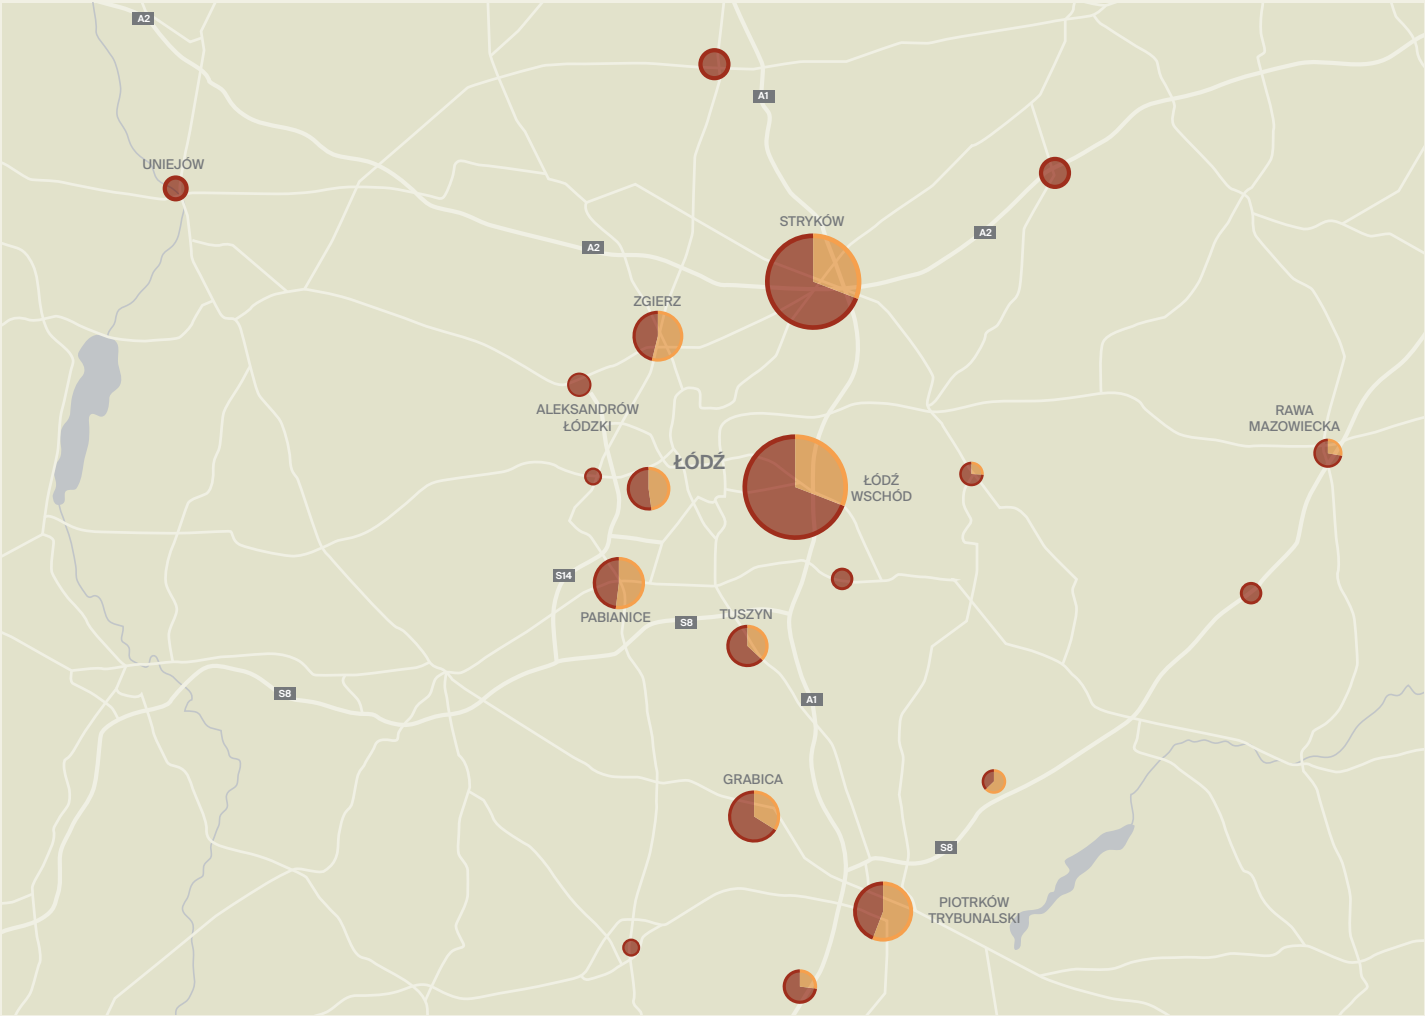 A2
A1
UNIEJÓW
STRYKÓW
A2
A2
ZGIERZ
ALEKSANDRÓW
ŁÓDZKI
RAWA
MAZOWIECKA
ŁÓDŹ
ŁÓDŹ
WSCHÓD
S14
PABIANICE
S8
TUSZYN
S8
A1
GRABICA
S8
PIOTRKÓW
TRYBUNALSKI